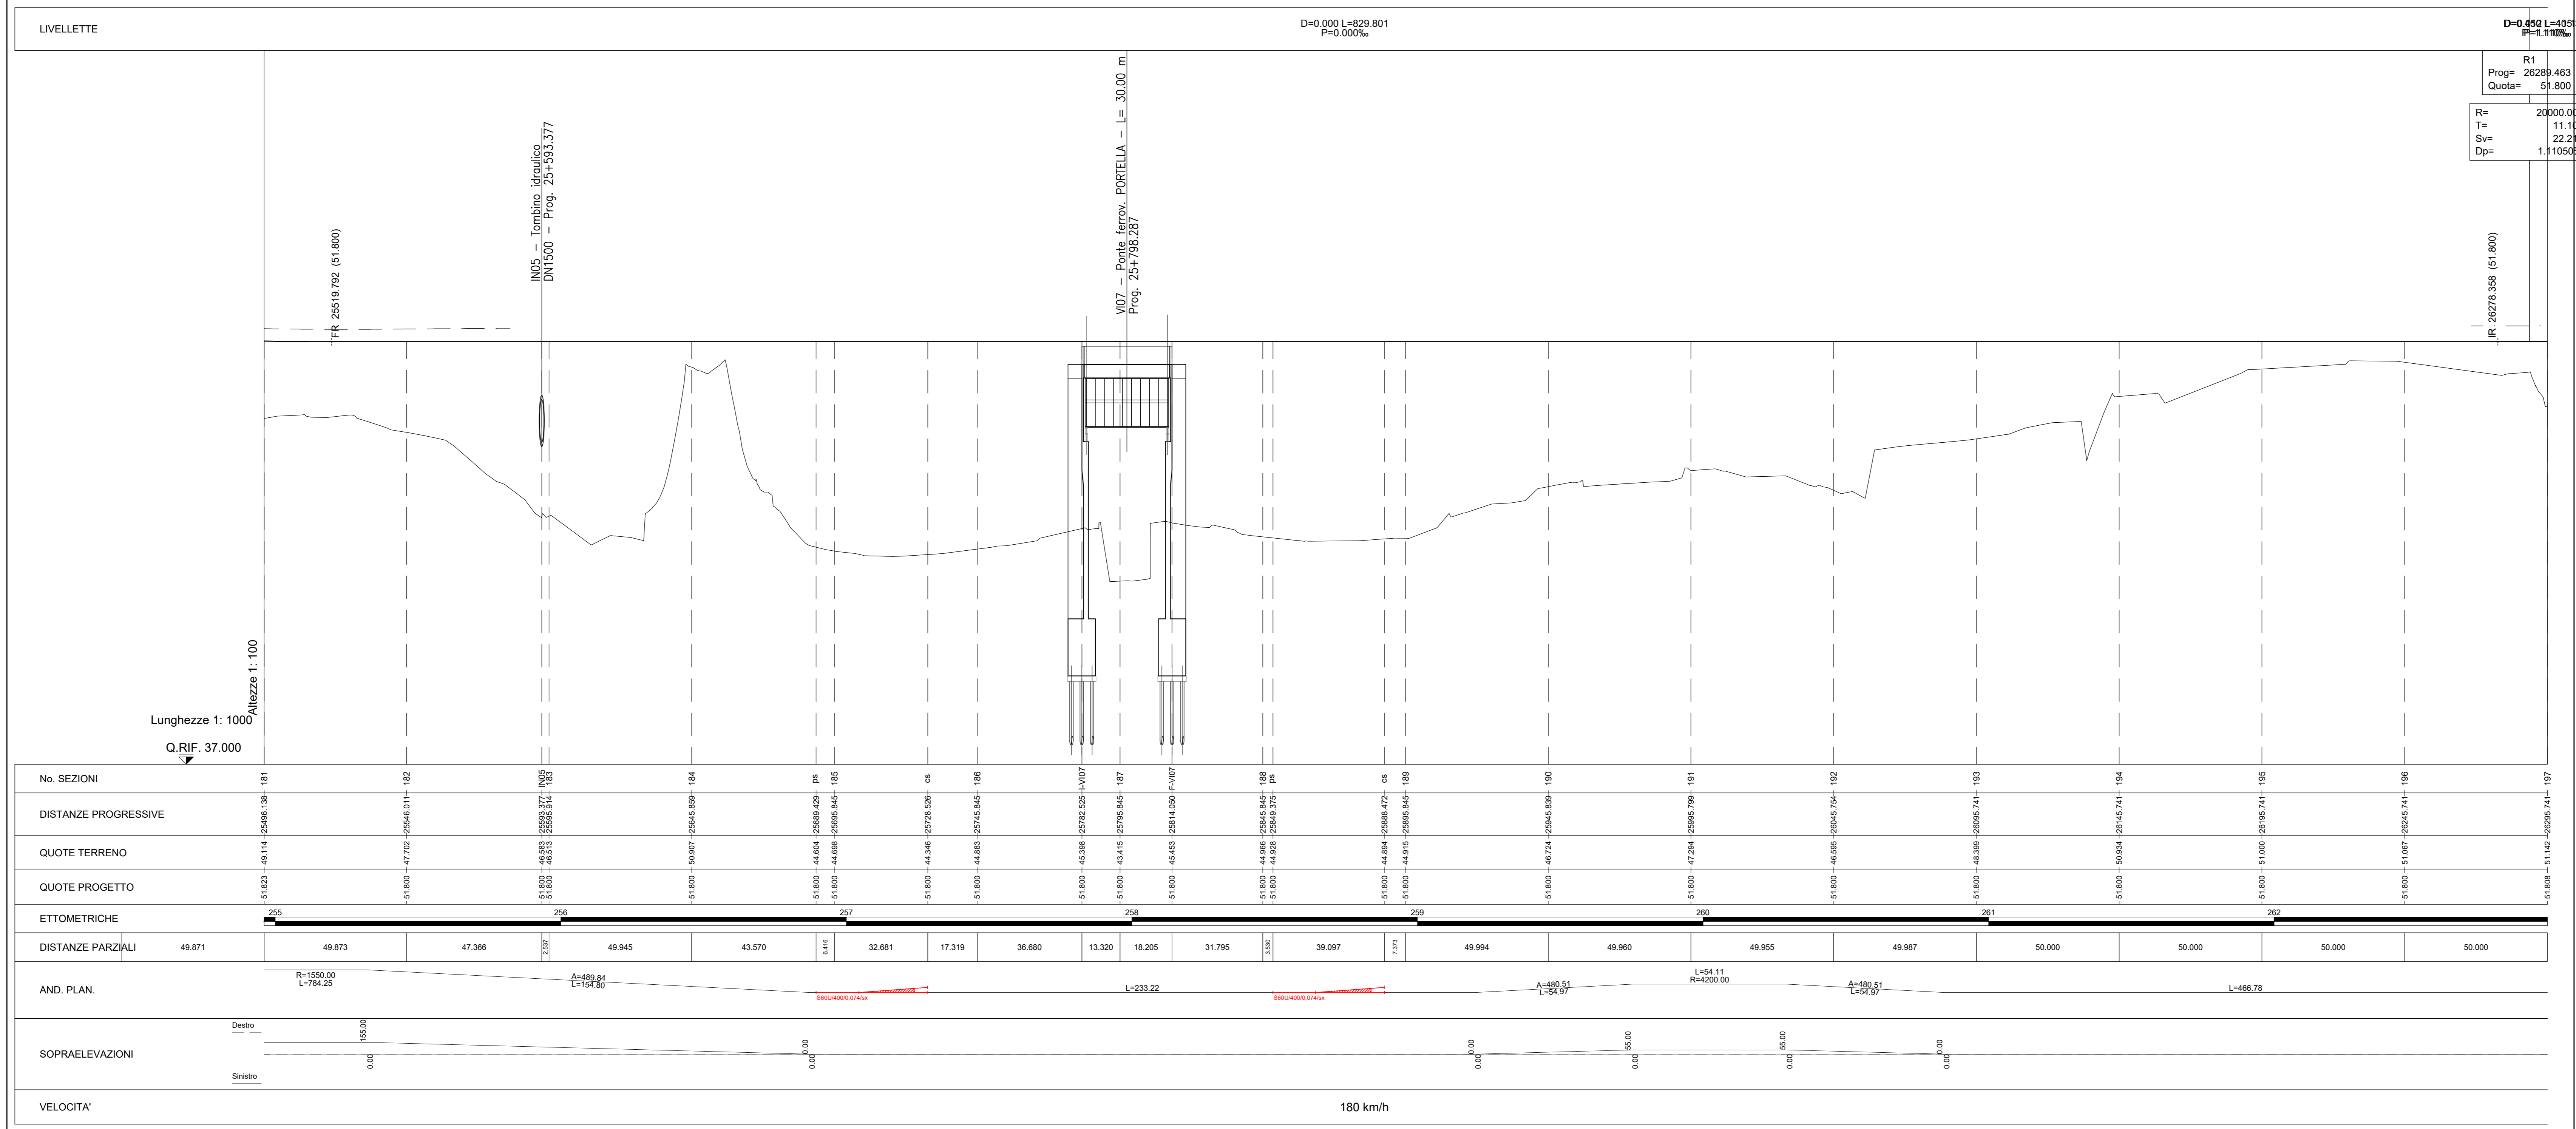 LIVELLETTE
D=0.000 L=829.801
P=0.000‰
R1
Prog= 26289.463
Quota= 51.800
R= 20000.00
T= 11.10
Sv= 22.21
Dp= 1.11050
FR 25519.792 (51.800)
IN05 - Tombino idraulico
DN1500 - Prog. 25+593.377
VI07 - Ponte ferrov. PORTELLA - L= 30.00 m
Prog. 25+798.287
IR 26278.358 (51.800)
Altezze 1: 100
Lunghezze 1: 1000
Q.RIF. 37.000
No. SEZIONI
181 182 IN05 183 184 ps 185 cs 186 I-VI07 187 F-VI07 188 ps cs 189 190 191 192 193 194 195 196 197
DISTANZE PROGRESSIVE
25496.138 25546.011 25593.377 25595.914 25645.859 25689.429 25695.845 25728.526 25745.845 25782.525 25795.845 25814.050 25845.845 25849.375 25888.472 25895.845 25945.839 25995.799 26045.754 26095.741 26145.741 26195.741 26245.741 26295.741
QUOTE TERRENO
49.114 47.702 46.583 46.513 50.907 44.604 44.698 44.346 44.883 45.398 43.415 45.453 44.966 44.928 44.894 44.915 46.724 47.294 46.595 48.399 50.934 51.000 51.067 51.142
QUOTE PROGETTO
51.823 51.800 51.800 51.800 51.800 51.800 51.800 51.800 51.800 51.800 51.800 51.800 51.800 51.800 51.800 51.800 51.800 51.800 51.800 51.800 51.800 51.800 51.800 51.808
ETTOMETRICHE
255 256 257 258 259 260 261 262
DISTANZE PARZIALI
49.871 49.873 47.366 2.537 49.945 43.570 6.416 32.681 17.319 36.680 13.320 18.205 31.795 3.530 39.097 7.373 49.994 49.960 49.955 49.987 50.000 50.000 50.000 50.000
AND. PLAN.
R=1550.00
L=784.25
A=489.84
L=154.80
S60U/400/0,074/sx
L=233.22
S60U/400/0,074/sx
A=480.51
L=54.97
L=54.11
R=4200.00
A=480.51
L=54.97
L=466.78
SOPRAELEVAZIONI
Destro
Sinistro
155.00 0.00 0.00 55.00 55.00 0.00
0.00 0.00 0.00 0.00 0.00 0.00
VELOCITA'
180 km/h